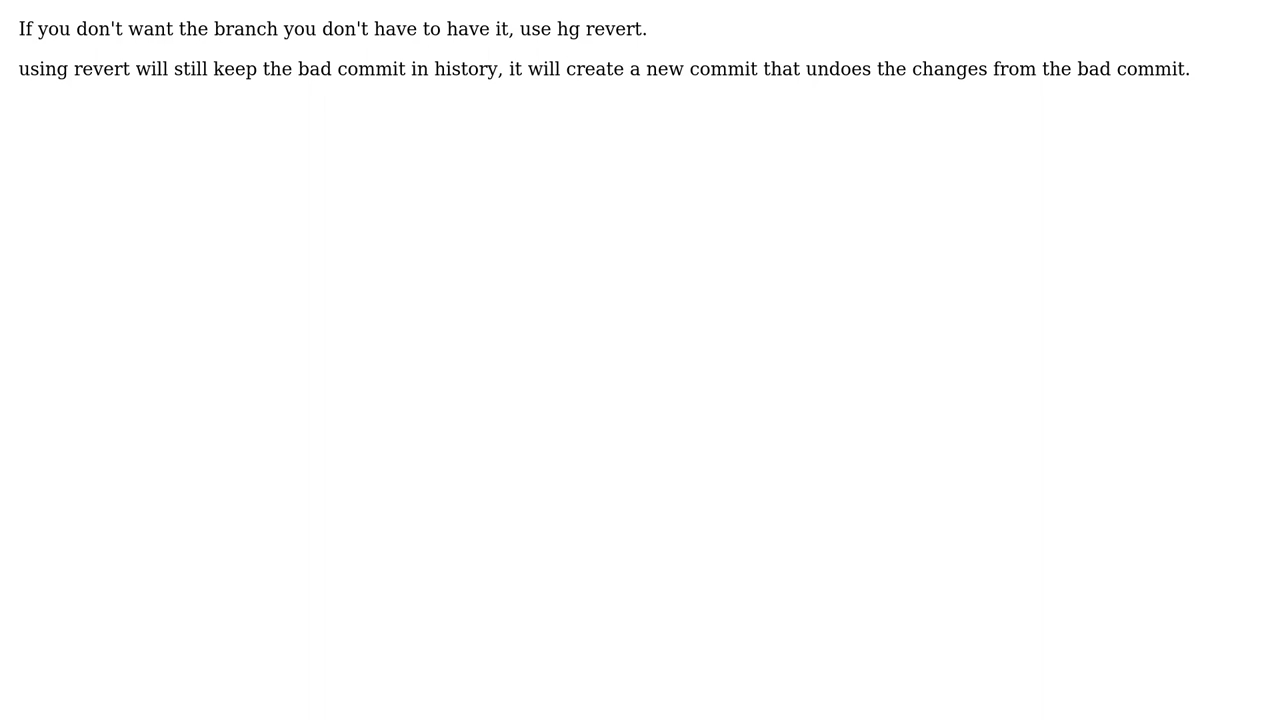 If you don't want the branch you don't have to have it, use hg revert.
using revert will still keep the bad commit in history, it will create a new commit that undoes the changes from the bad commit.